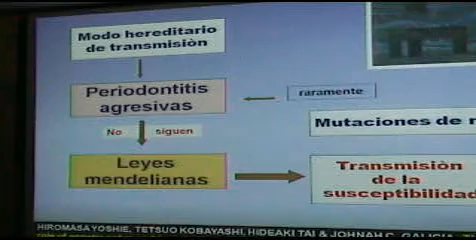 Modo hereditario
de transmisiòn
Periodontitis
agresivas
raramente
No siguen
Mutaciones de
Leyes
mendelianas
Transmisiòn
de la
susceptibilidad
HIROMASA YOSHIE, TETSUO KOBAYASHI, HIDEAKI TAI & JOHNAH C. GALICIA